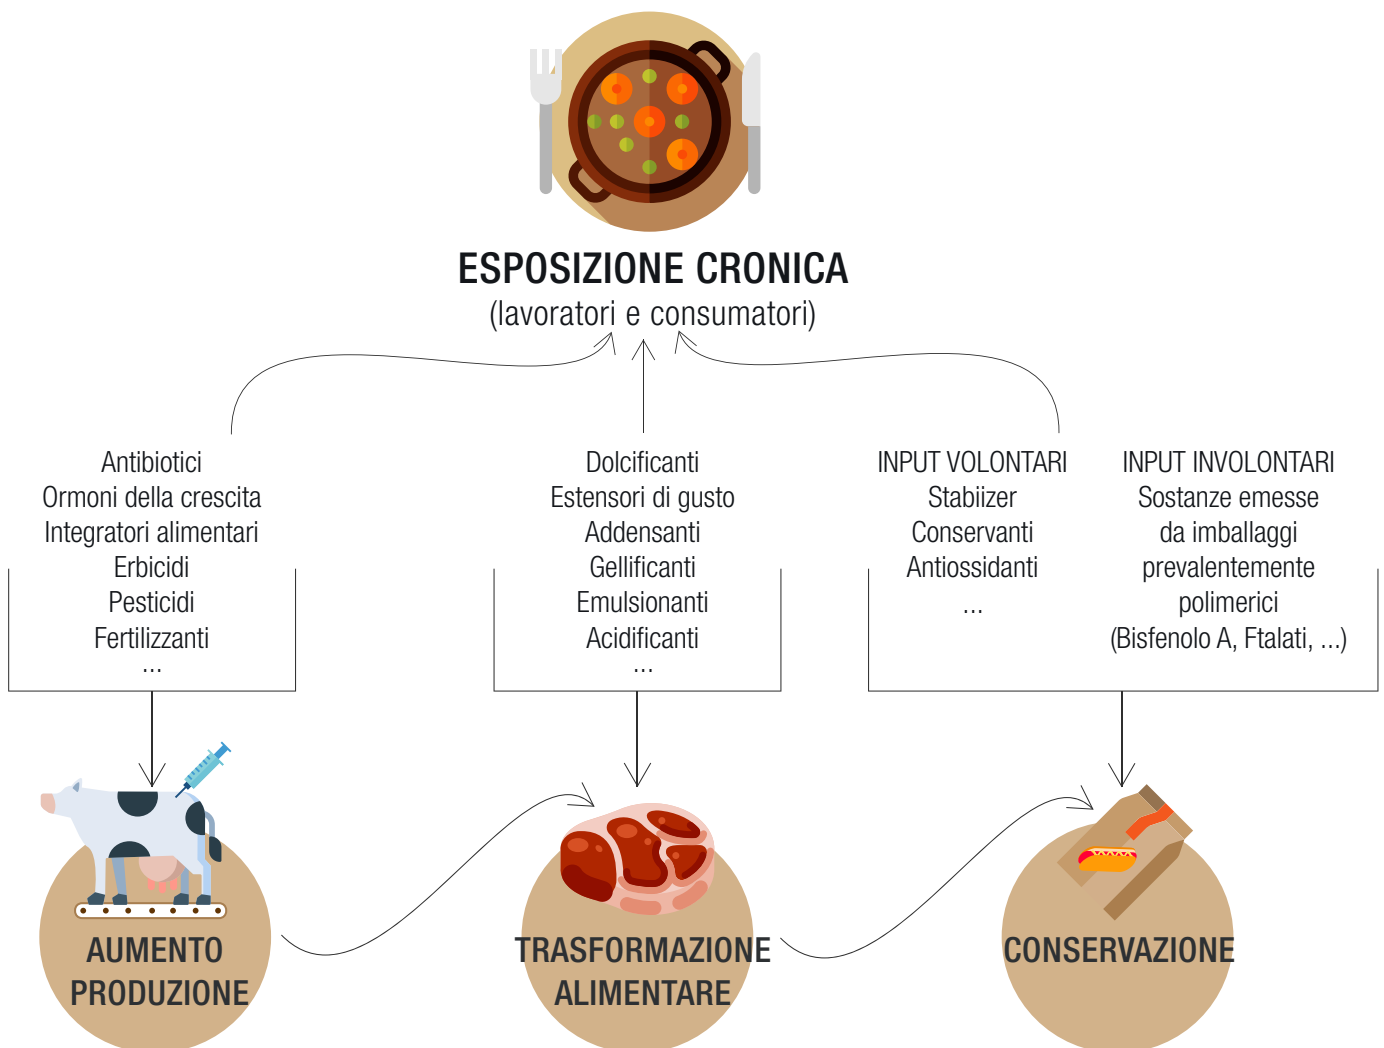 ESPOSIZIONE CRONICA
(lavoratori e consumatori)
Antibiotici
Ormoni della crescita
Integratori alimentari
Erbicidi
Pesticidi
Fertilizzanti
...
Dolcificanti
Estensori di gusto
Addensanti
Gellificanti
Emulsionanti
Acidificanti
...
INPUT VOLONTARI
Stabiizer
Conservanti
Antiossidanti
...
INPUT INVOLONTARI
Sostanze emesse
da imballaggi
prevalentemente
polimerici
(Bisfenolo A, Ftalati, ...)
AUMENTO
PRODUZIONE
TRASFORMAZIONE
ALIMENTARE
CONSERVAZIONE